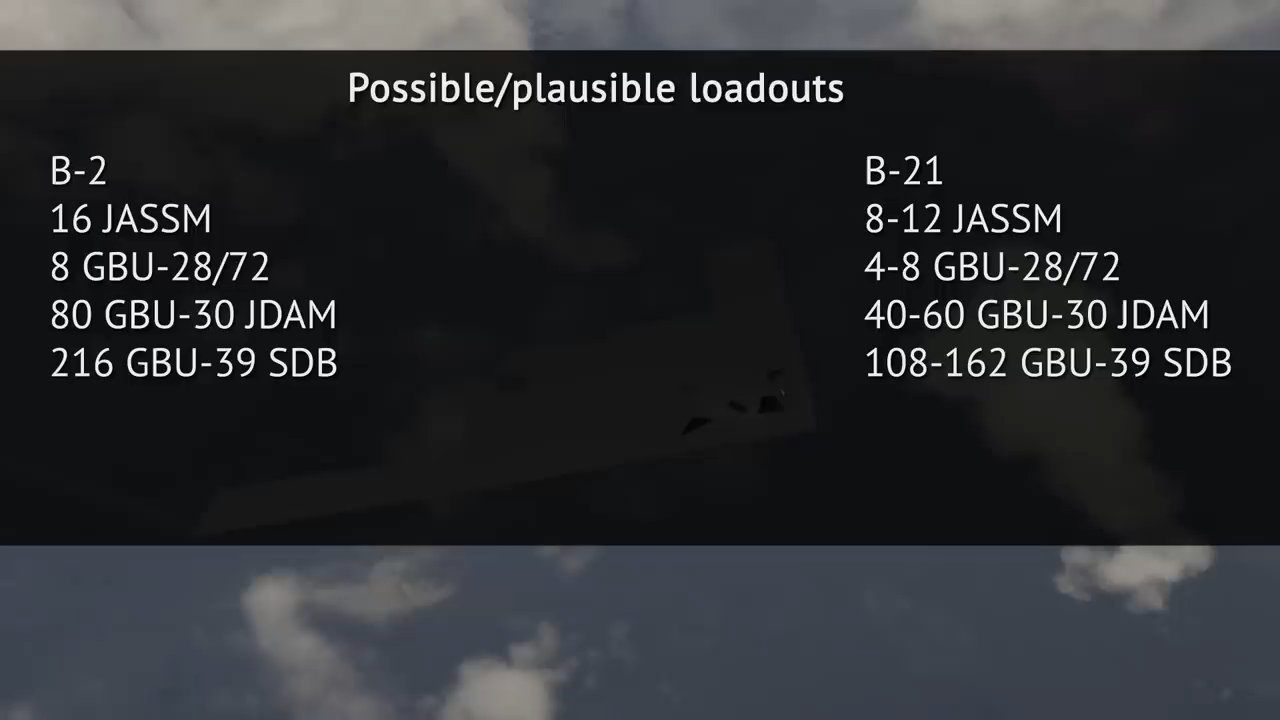 Possible/plausible loadouts
B-2
16 JASSM
8 GBU-28/72
80 GBU-30 JDAM
216 GBU-39 SDB
B-21
8-12 JASSM
4-8 GBU-28/72
40-60 GBU-30 JDAM
108-162 GBU-39 SDB